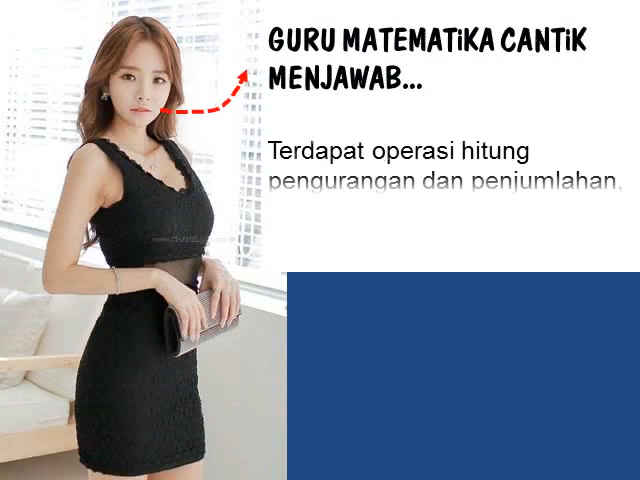 GURU MATEMATiKA CANTiK
MENJAWAB...
Terdapat operasi hitung
pengurangan dan penjumlahan,